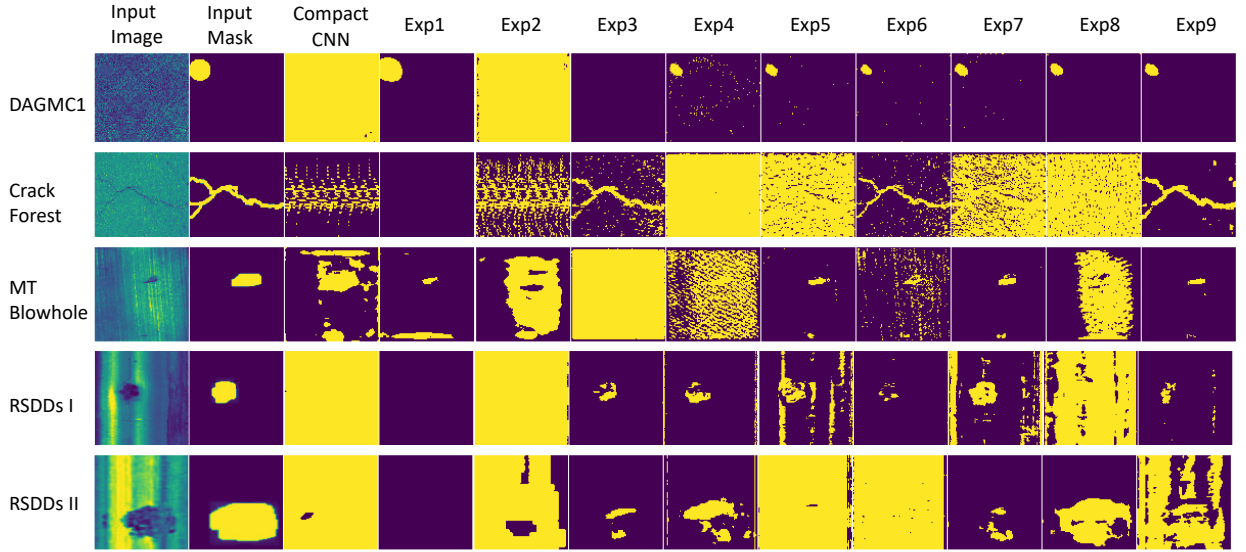 Input Image
Input Mask
Compact CNN
Exp1
Exp2
Exp3
Exp4
Exp5
Exp6
Exp7
Exp8
Exp9
DAGMC1
Crack
Forest
MT
Blowhole
RSDDs I
RSDDs II